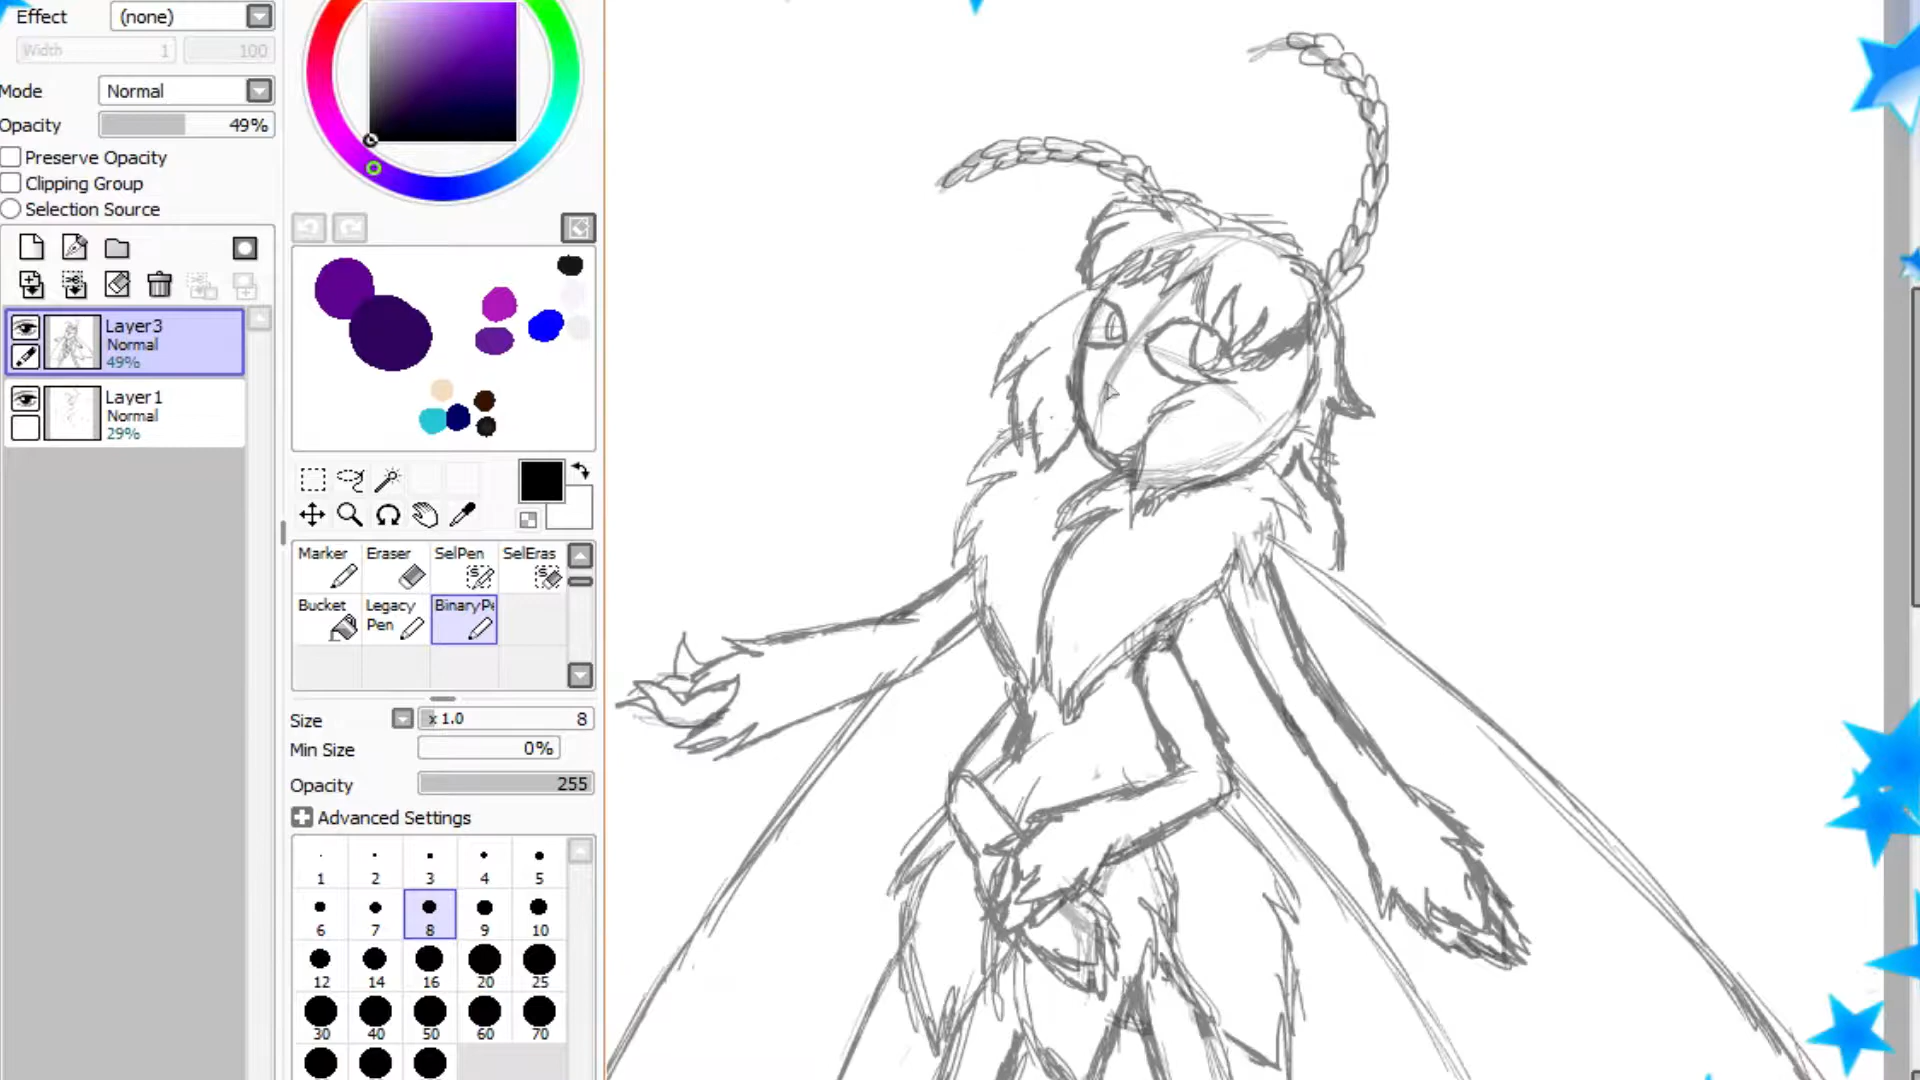 Effect (none)
Width 1 100
Mode Normal
Opacity 49%
Preserve Opacity
Clipping Group
Selection Source
Layer3
Normal
49%
Layer1
Normal
29%
Marker Eraser SelPen SelEras
Bucket Legacy Pen BinaryPe
Size x 1.0 8
Min Size 0%
Opacity 255
Advanced Settings
1 2 3 4 5
6 7 8 9 10
12 14 16 20 25
30 40 50 60 70